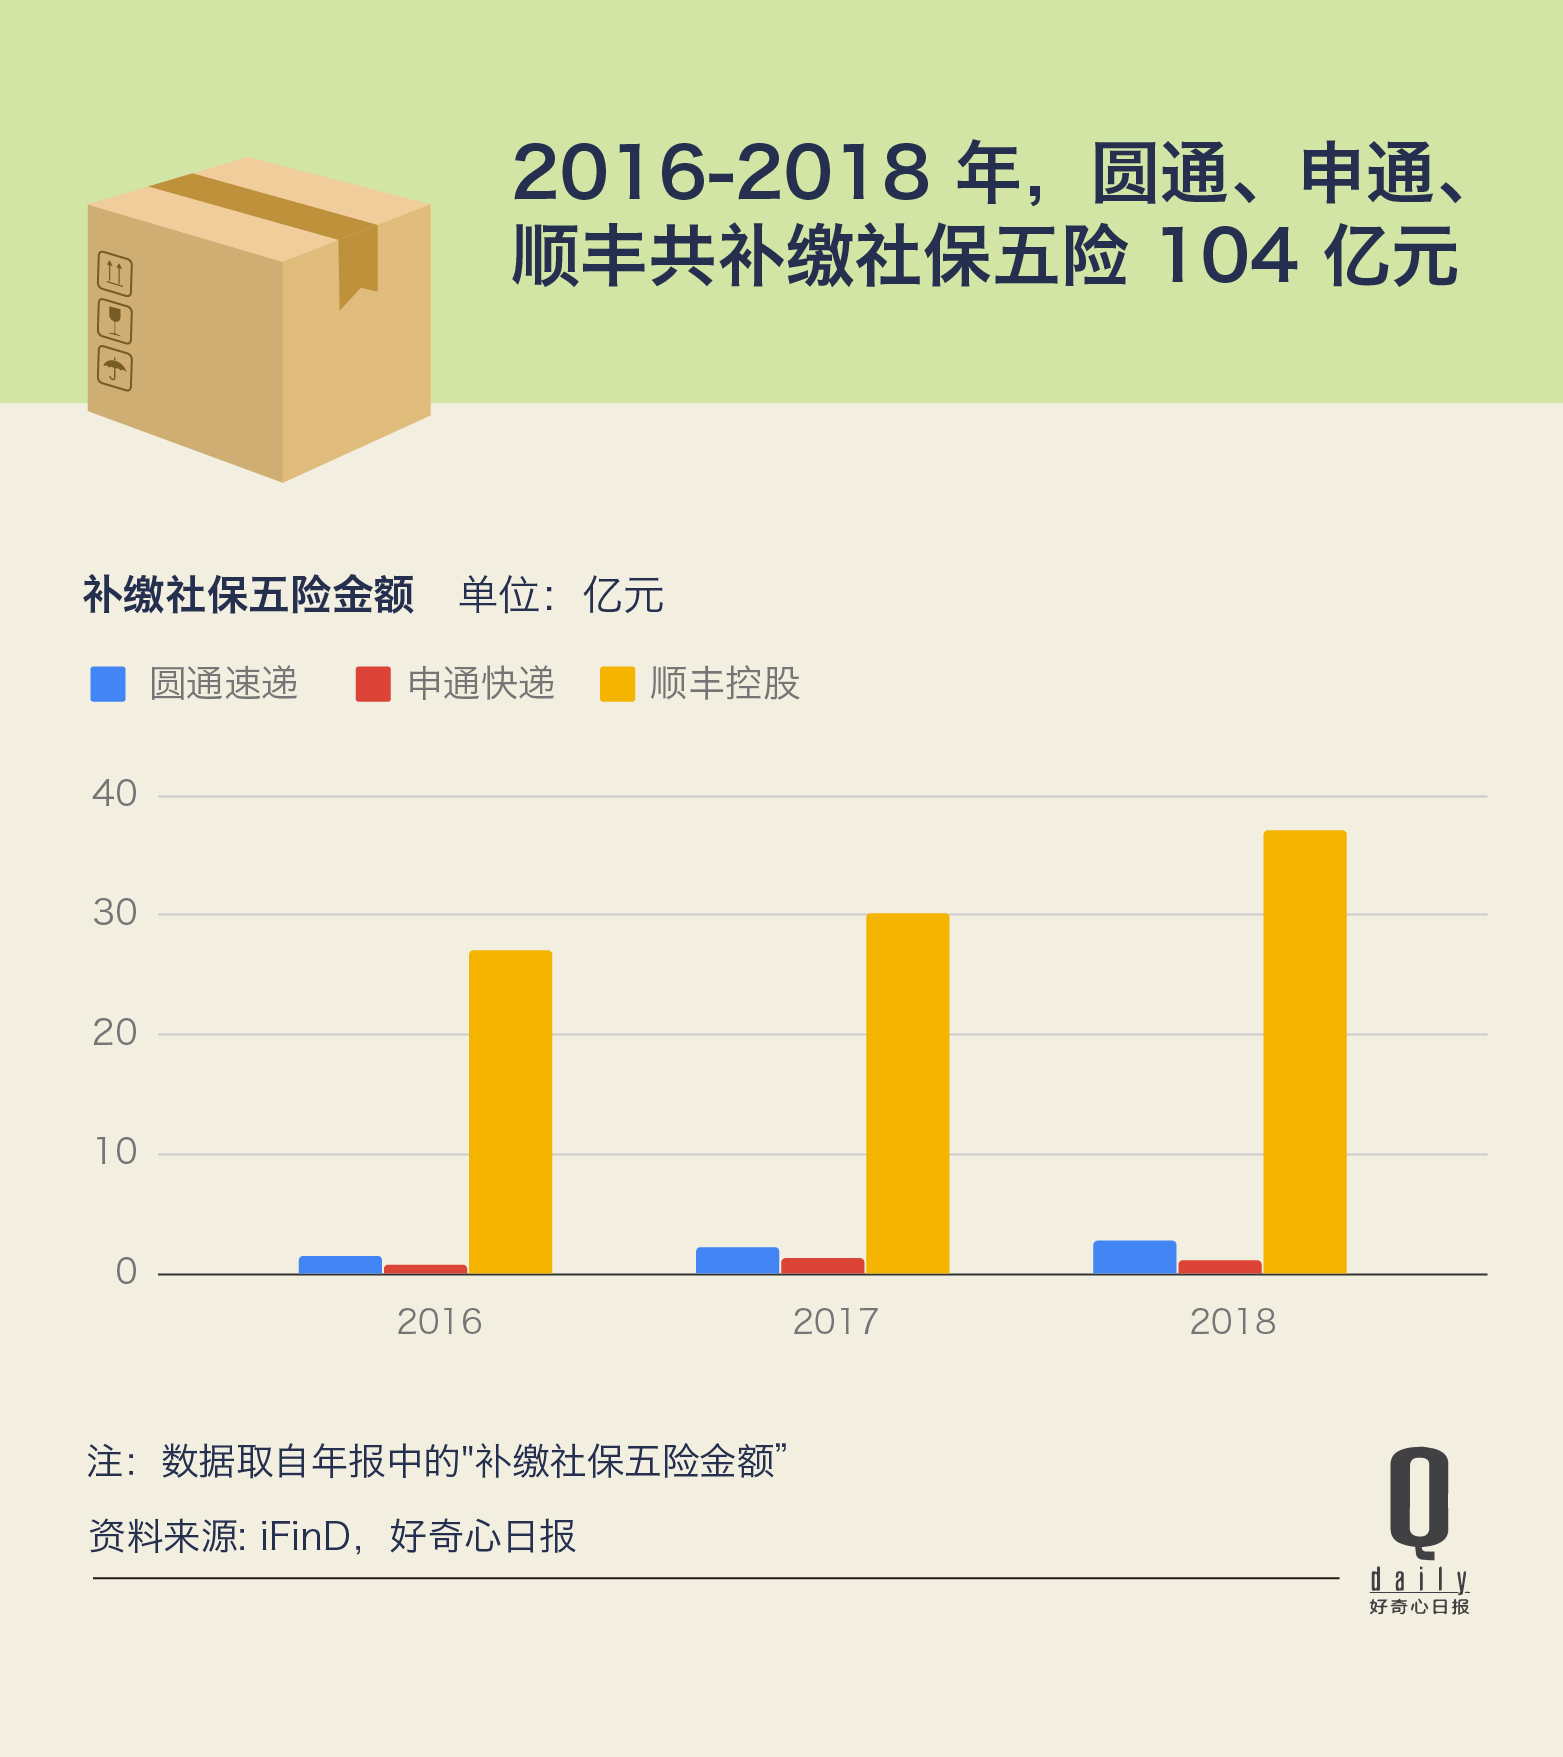 2016-2018 年，圆通、申通、
顺丰共补缴社保五险 104 亿元
补缴社保五险金额 单位：亿元
圆通速递 申通快递 顺丰控股
40
30
20
10
0
2016 2017 2018
注：数据取自年报中的"补缴社保五险金额”
资料来源: iFinD，好奇心日报
Q
daily
好奇心日报